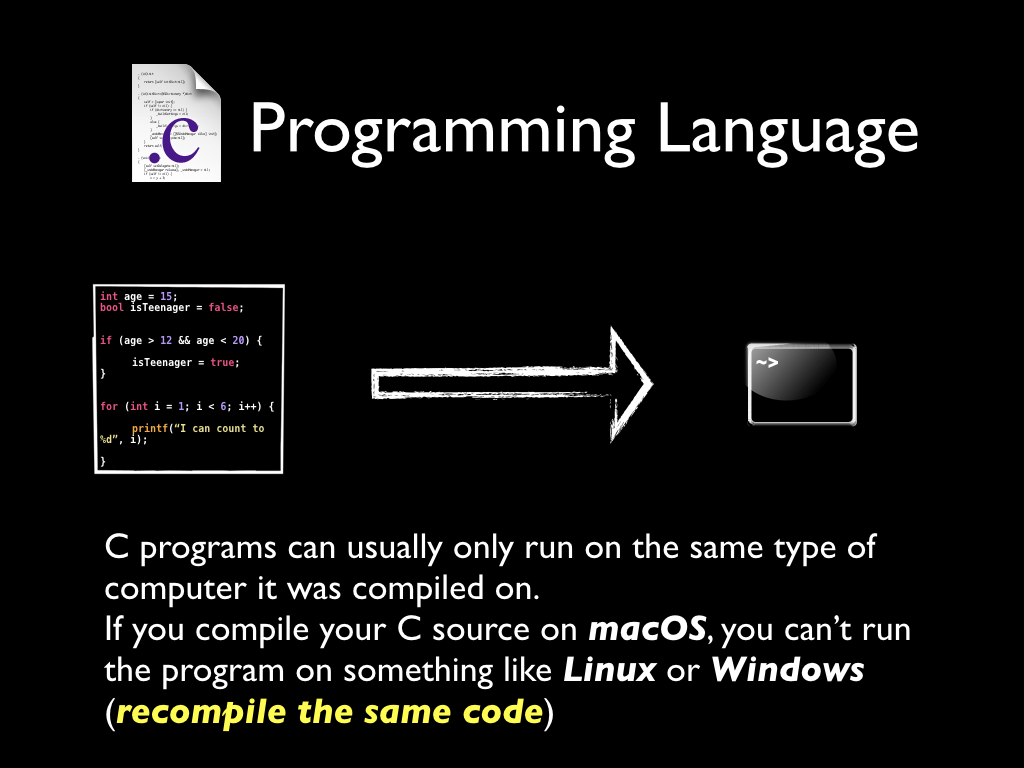 .C Programming Language
int age = 15;
bool isTeenager = false;
if (age > 12 && age < 20) {
isTeenager = true;
}
for (int i = 1; i < 6; i++) {
printf(“I can count to
%d”, i);
}
~>
C programs can usually only run on the same type of
computer it was compiled on.
If you compile your C source on macOS, you can’t run
the program on something like Linux or Windows
(recompile the same code)